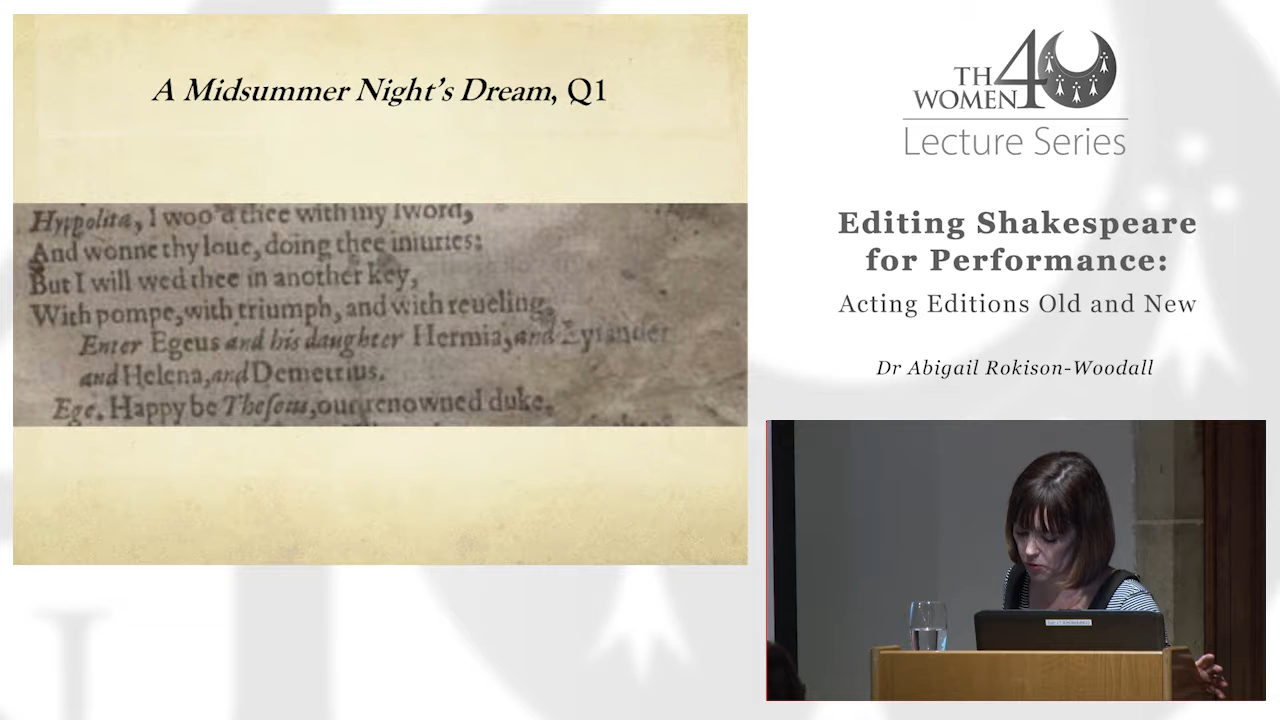 A Midsummer Night's Dream, Q1
Hyppolita, I woo'd thee with my sword,
And wonne thy loue, doing thee iniuries:
But I will wed thee in another key,
With pompe, with triumph, and with reueling.
Enter Egeus and his daughter Hermia, and Lysander
and Helena, and Demetrius.
Ege. Happy be Theseus, our renowned duke.
TH
WOMEN40
Lecture Series
Editing Shakespeare
for Performance:
Acting Editions Old and New
Dr Abigail Rokison-Woodall